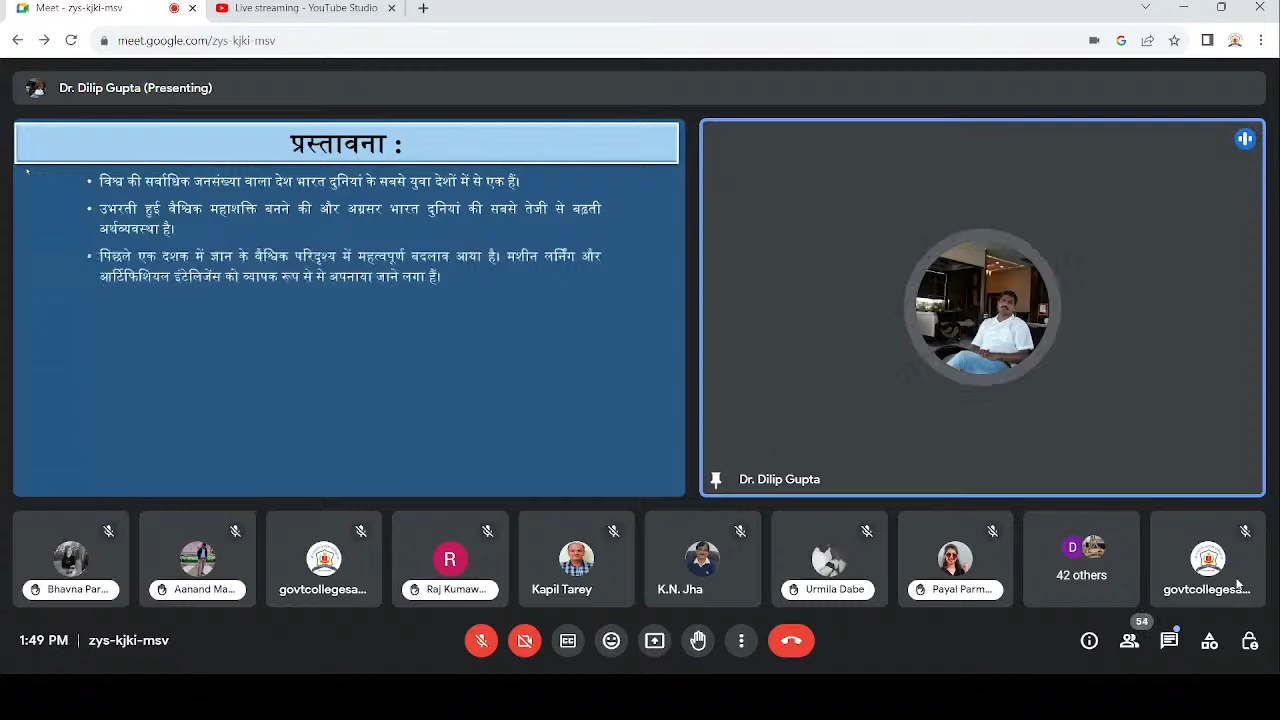 Meet - zys-kjki-msv
Live streaming - YouTube Studio
meet.google.com/zys-kjki-msv
Dr. Dilip Gupta (Presenting)
प्रस्तावना :
• विश्व की सर्वाधिक जनसंख्या वाला देश भारत दुनियां के सबसे युवा देशों में से एक हैं।
• उभरती हुई वैश्विक महाशक्ति बनने की और अग्रसर भारत दुनियां की सबसे तेजी से बढ़ती
अर्थव्यवस्था है।
• पिछले एक दशक में ज्ञान के वैश्विक परिदृश्य में महत्वपूर्ण बदलाव आया है। मशीन लर्निंग और
आर्टिफिशियल इंटेलिजेंस को व्यापक रूप से से अपनाया जाने लगा हैं।
Dr. Dilip Gupta
Bhavna Par...
Aanand Ma...
govtcollegesa...
R
Raj Kumaw...
Kapil Tarey
K.N. Jha
Urmila Dabe
Payal Parm...
D
42 others
govtcollegesa...
1:49 PM | zys-kjki-msv
54